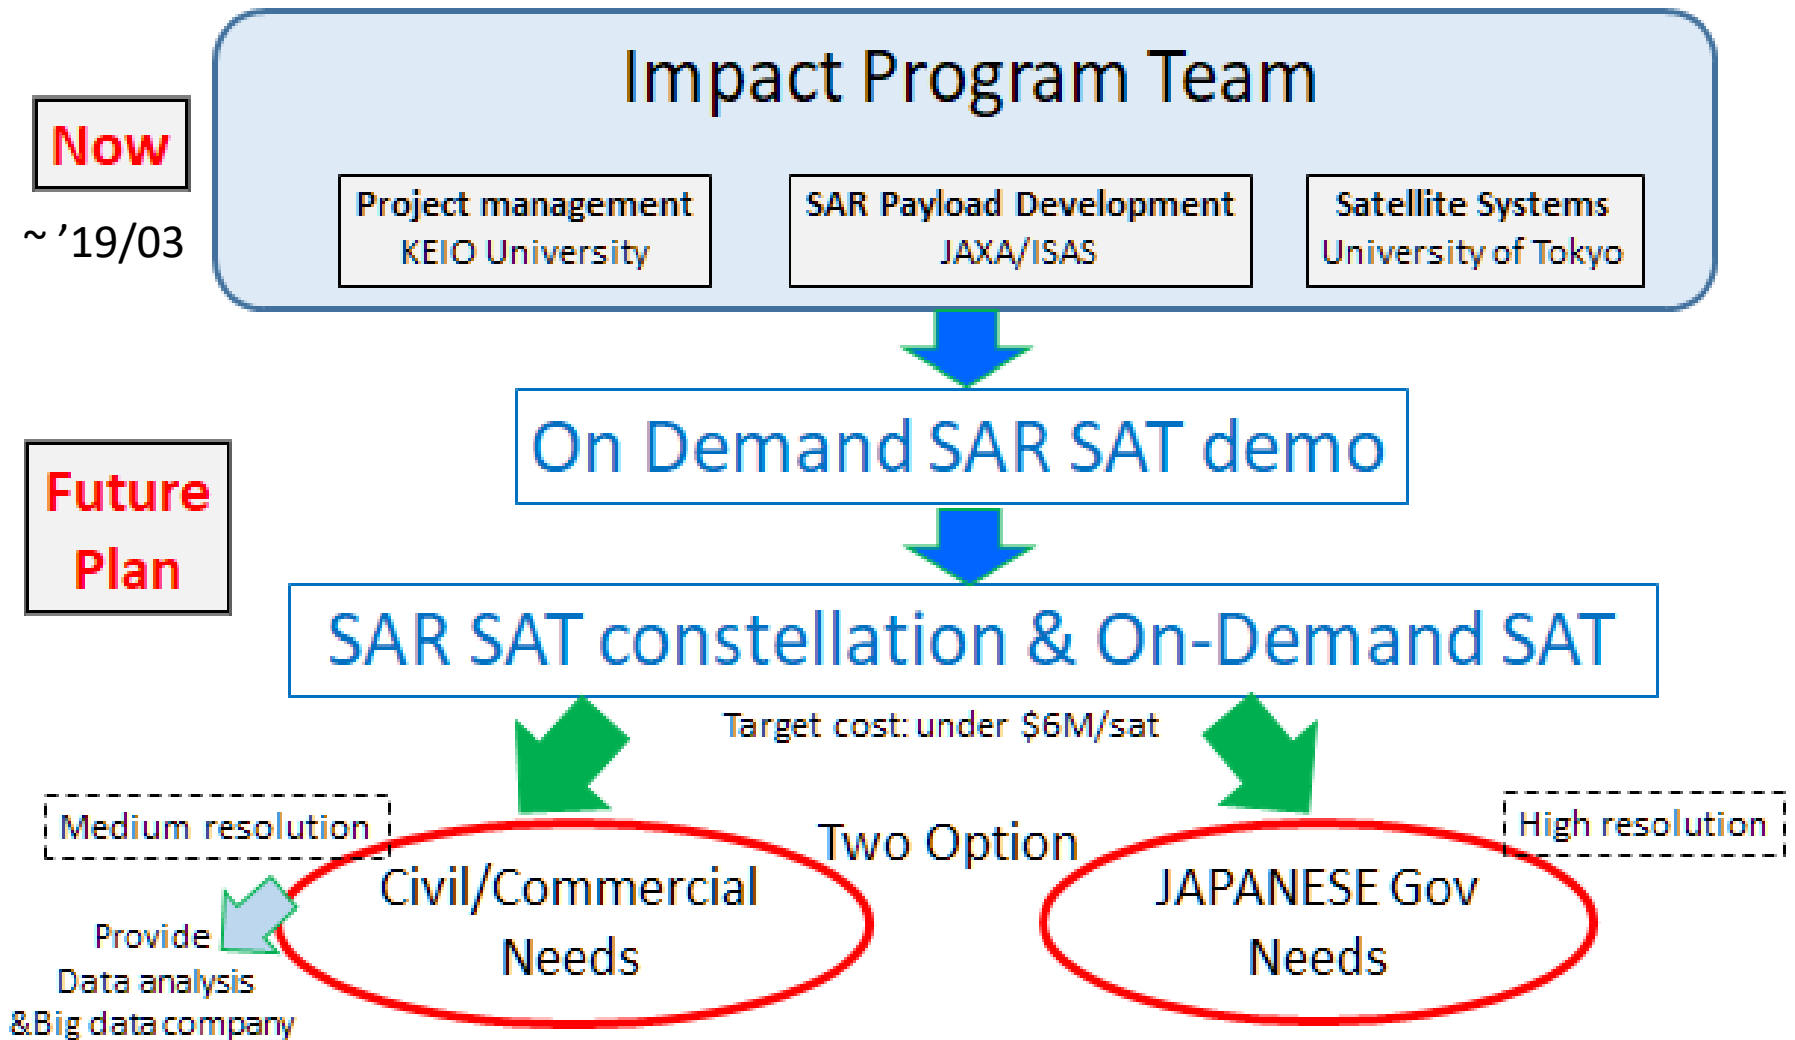 Impact Program Team
Now
~ ’19/03
Project management
KEIO University
SAR Payload Development
JAXA/ISAS
Satellite Systems
University of Tokyo
On Demand SAR SAT demo
Future
Plan
SAR SAT constellation & On-Demand SAT
Target cost: under $6M/sat
Medium resolution
Two Option
High resolution
Civil/Commercial
Needs
JAPANESE Gov
Needs
Provide
Data analysis
&Big data company